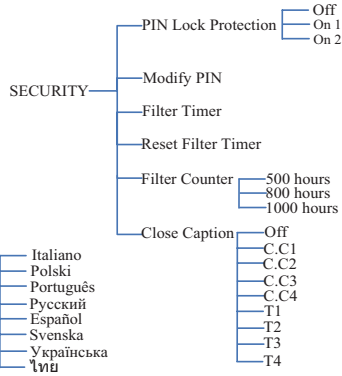 SECURITY
PIN Lock Protection
Off
On 1
On 2
Modify PIN
Filter Timer
Reset Filter Timer
Filter Counter
500 hours
800 hours
1000 hours
Close Caption
Off
C.C1
C.C2
C.C3
C.C4
T1
T2
T3
T4
Italiano
Polski
Português
Русский
Español
Svenska
Українська
ไทย